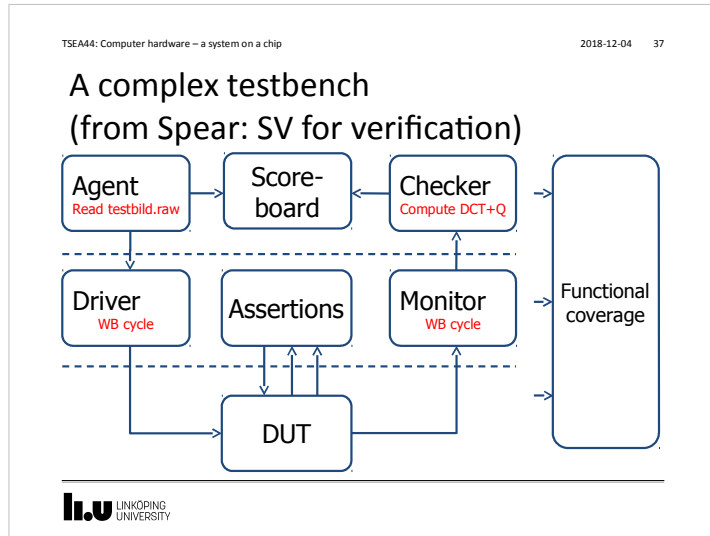 TSEA44: Computer hardware – a system on a chip
2018-12-04
37
A complex testbench
(from Spear: SV for verification)
Agent
Read testbild.raw
Score-
board
Checker
Compute DCT+Q
Driver
WB cycle
Assertions
Monitor
WB cycle
Functional
coverage
DUT
LINKÖPING
UNIVERSITY